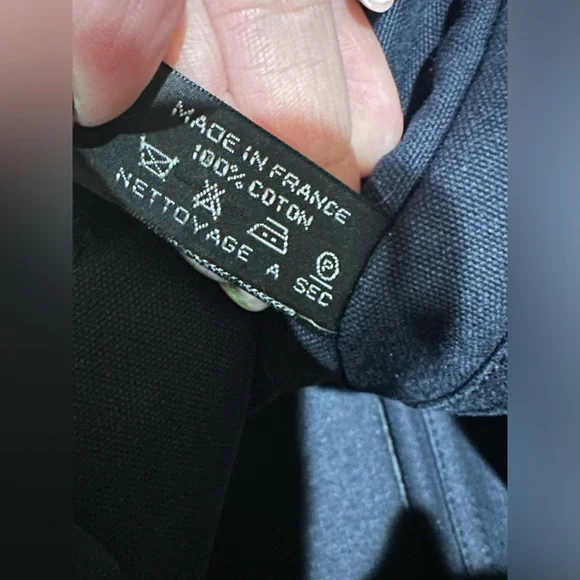 MADE IN FRANCE
100% COTON
P
NETTOYAGE A SEC